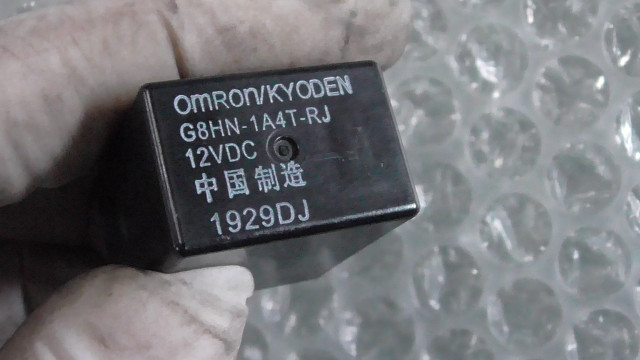 OMRON/KYODEN
G8HN-1A4T-RJ
12VDC
中国制造
1929DJ